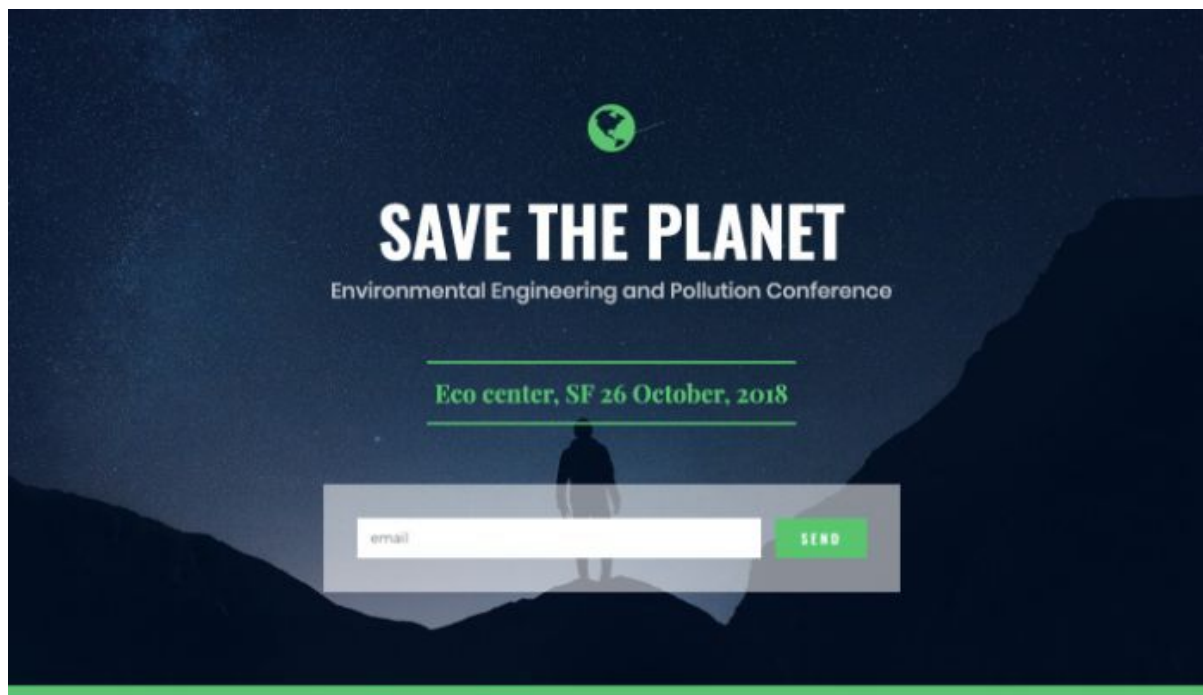 SAVE THE PLANET
Environmental Engineering and Pollution Conference
Eco center, SF 26 October, 2018
email
SEND